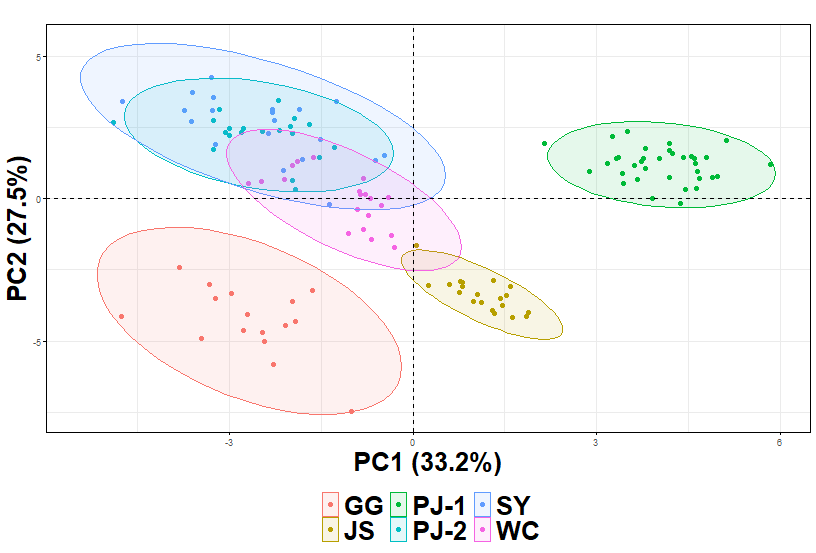 5
0
-5
PC2 (27.5%)
-3 0 3 6
PC1 (33.2%)
GG PJ-1 SY
JS PJ-2 WC